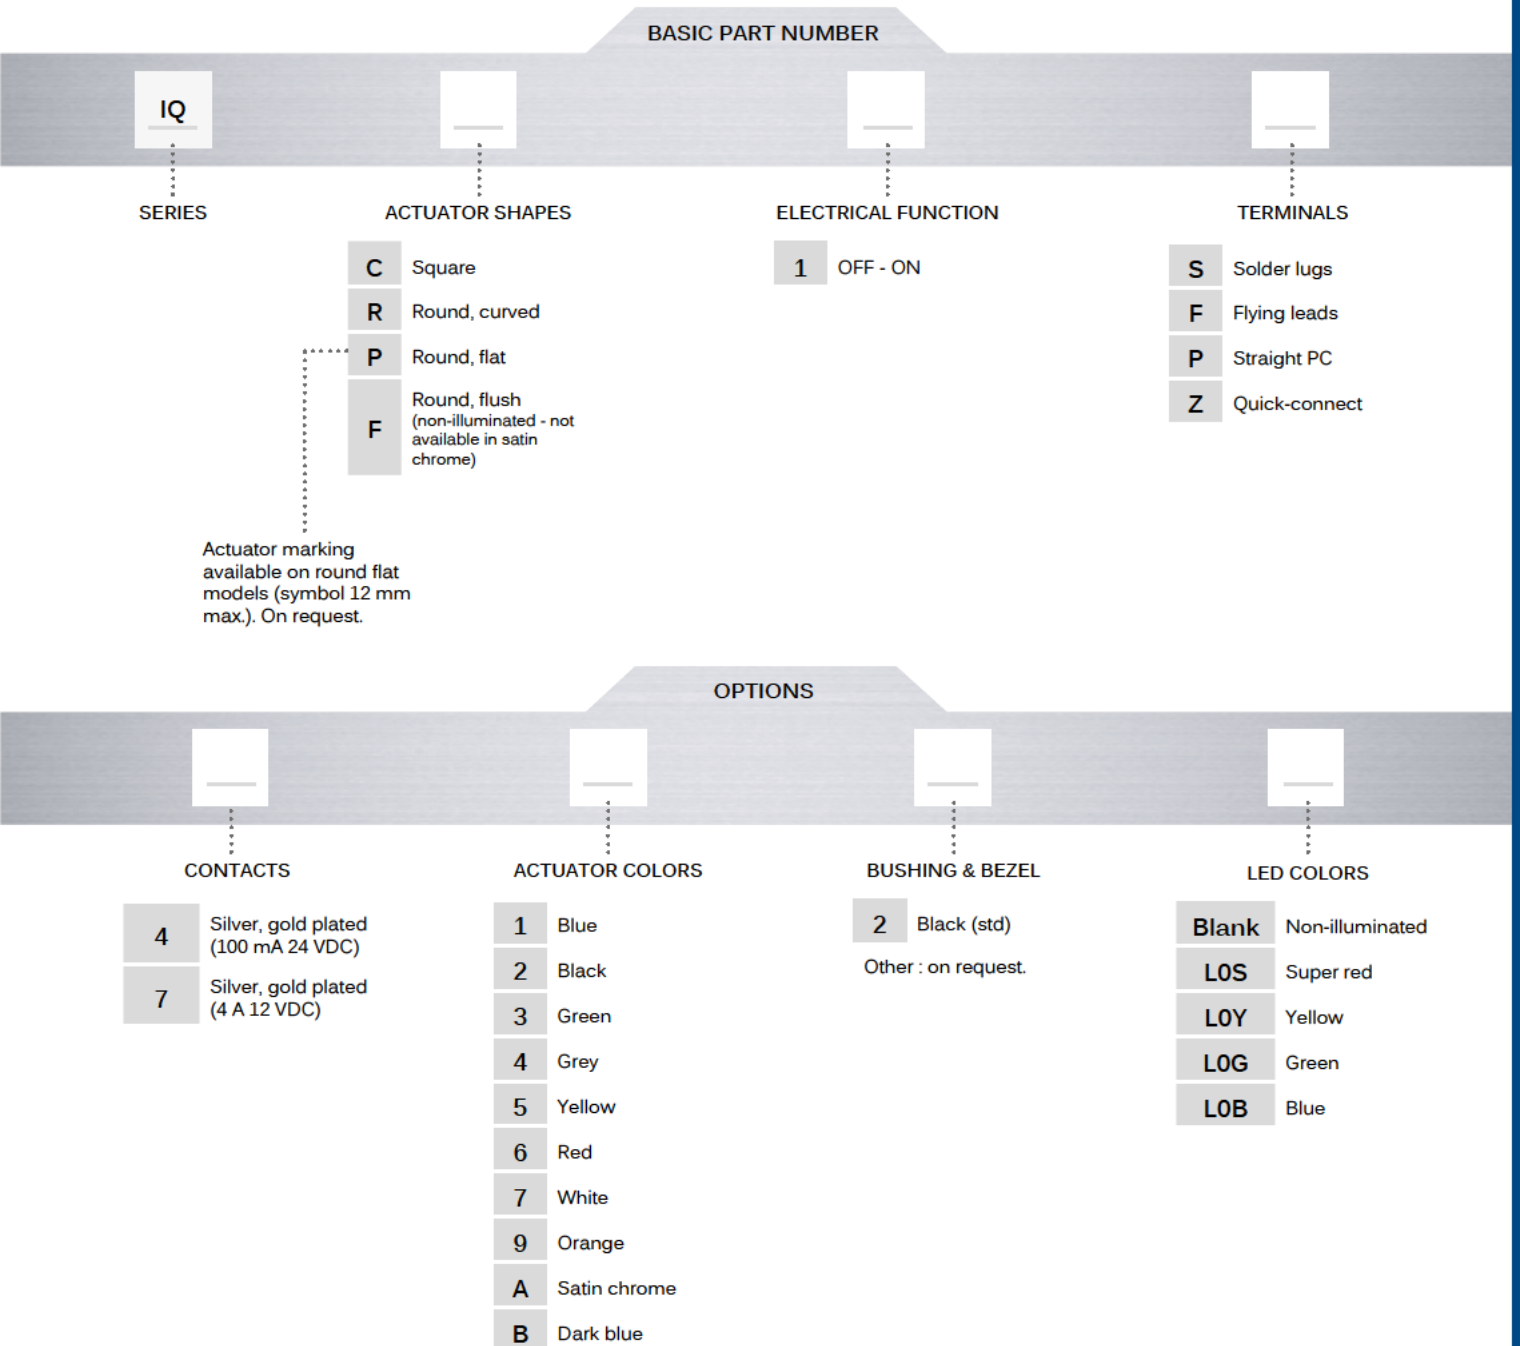 BASIC PART NUMBER
IQ
SERIES
ACTUATOR SHAPES
C Square
R Round, curved
P Round, flat
F Round, flush
(non-illuminated - not
available in satin
chrome)
Actuator marking
available on round flat
models (symbol 12 mm
max.). On request.
ELECTRICAL FUNCTION
1 OFF - ON
TERMINALS
S Solder lugs
F Flying leads
P Straight PC
Z Quick-connect
OPTIONS
CONTACTS
4 Silver, gold plated
(100 mA 24 VDC)
7 Silver, gold plated
(4 A 12 VDC)
ACTUATOR COLORS
1 Blue
2 Black
3 Green
4 Grey
5 Yellow
6 Red
7 White
9 Orange
A Satin chrome
B Dark blue
BUSHING & BEZEL
2 Black (std)
Other : on request.
LED COLORS
Blank Non-illuminated
L0S Super red
L0Y Yellow
L0G Green
L0B Blue